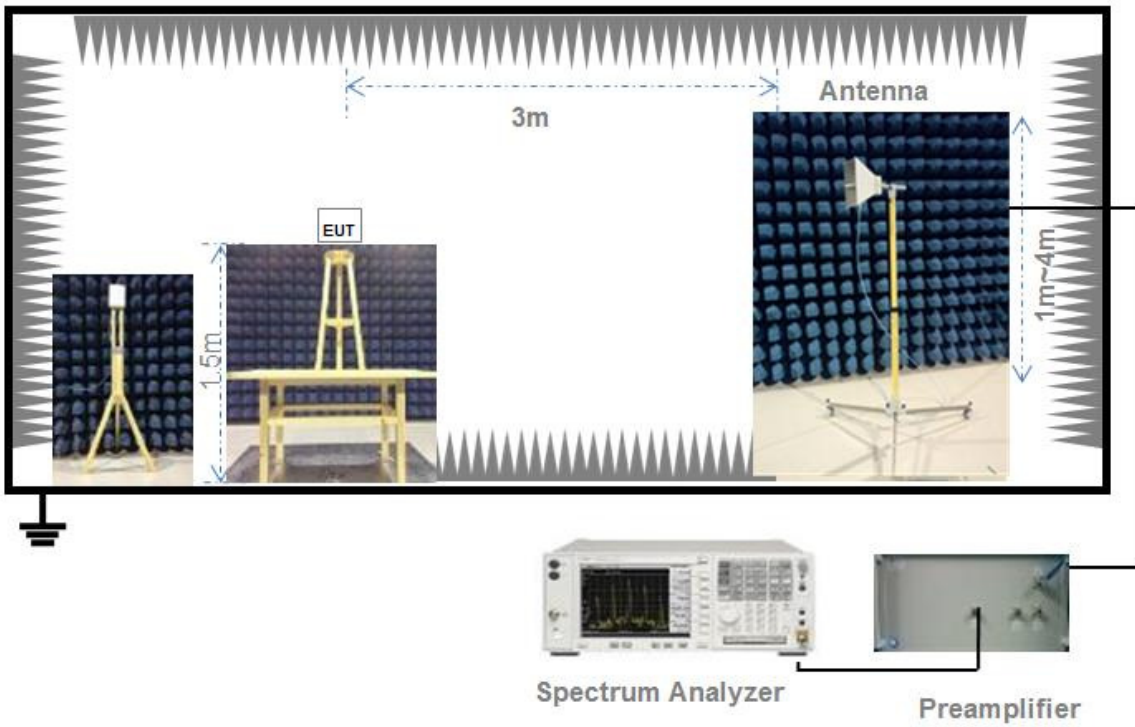 Antenna
3m
EUT
1.5m
1m~4m
Spectrum Analyzer
Preamplifier